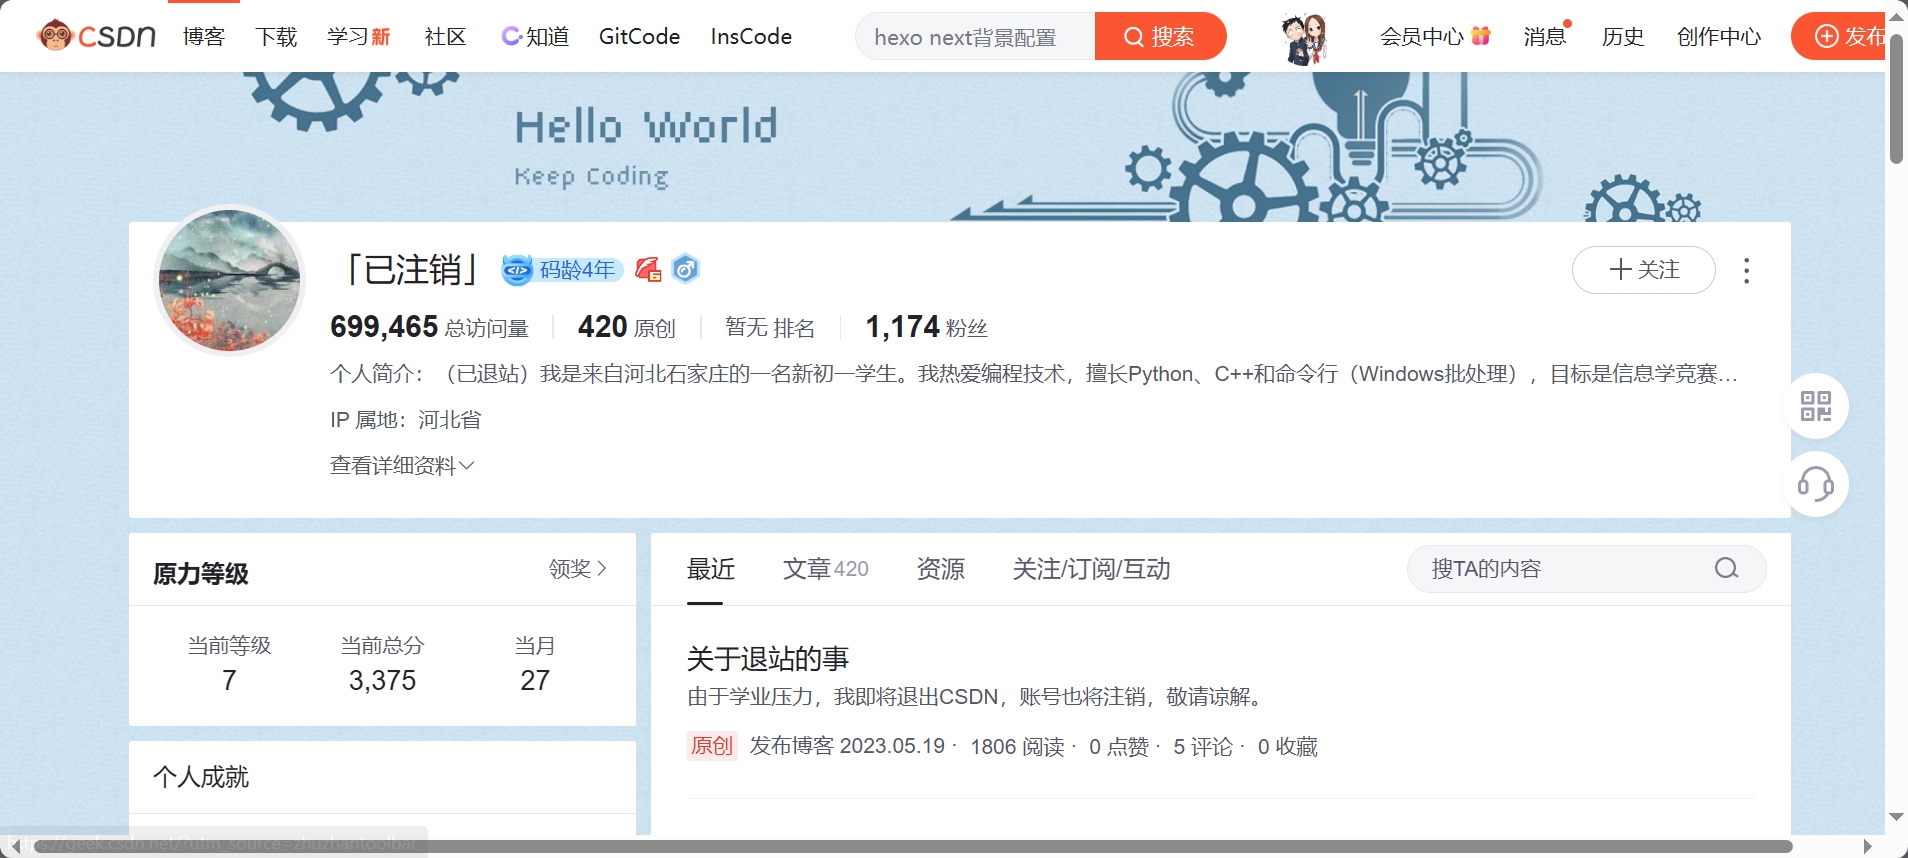 CSDN 博客 下载 学习新 社区 C知道 GitCode InsCode hexo next背景配置 搜索 会员中心 消息 历史 创作中心 发布
Hello World
Keep Coding
「已注销」 码龄4年
关注
699,465 总访问量 420 原创 暂无 排名 1,174 粉丝
个人简介：（已退站）我是来自河北石家庄的一名新初一学生。我热爱编程技术，擅长Python、C++和命令行（Windows批处理），目标是信息学竞赛…
IP 属地：河北省
查看详细资料
原力等级 领奖
当前等级 当前总分 当月
7 3,375 27
个人成就
最近 文章420 资源 关注/订阅/互动 搜TA的内容
关于退站的事
由于学业压力，我即将退出CSDN，账号也将注销，敬请谅解。
原创 发布博客 2023.05.19 · 1806 阅读 · 0 点赞 · 5 评论 · 0 收藏
https://geek.csdn.net/?utm_source=zhuzhantoolbar